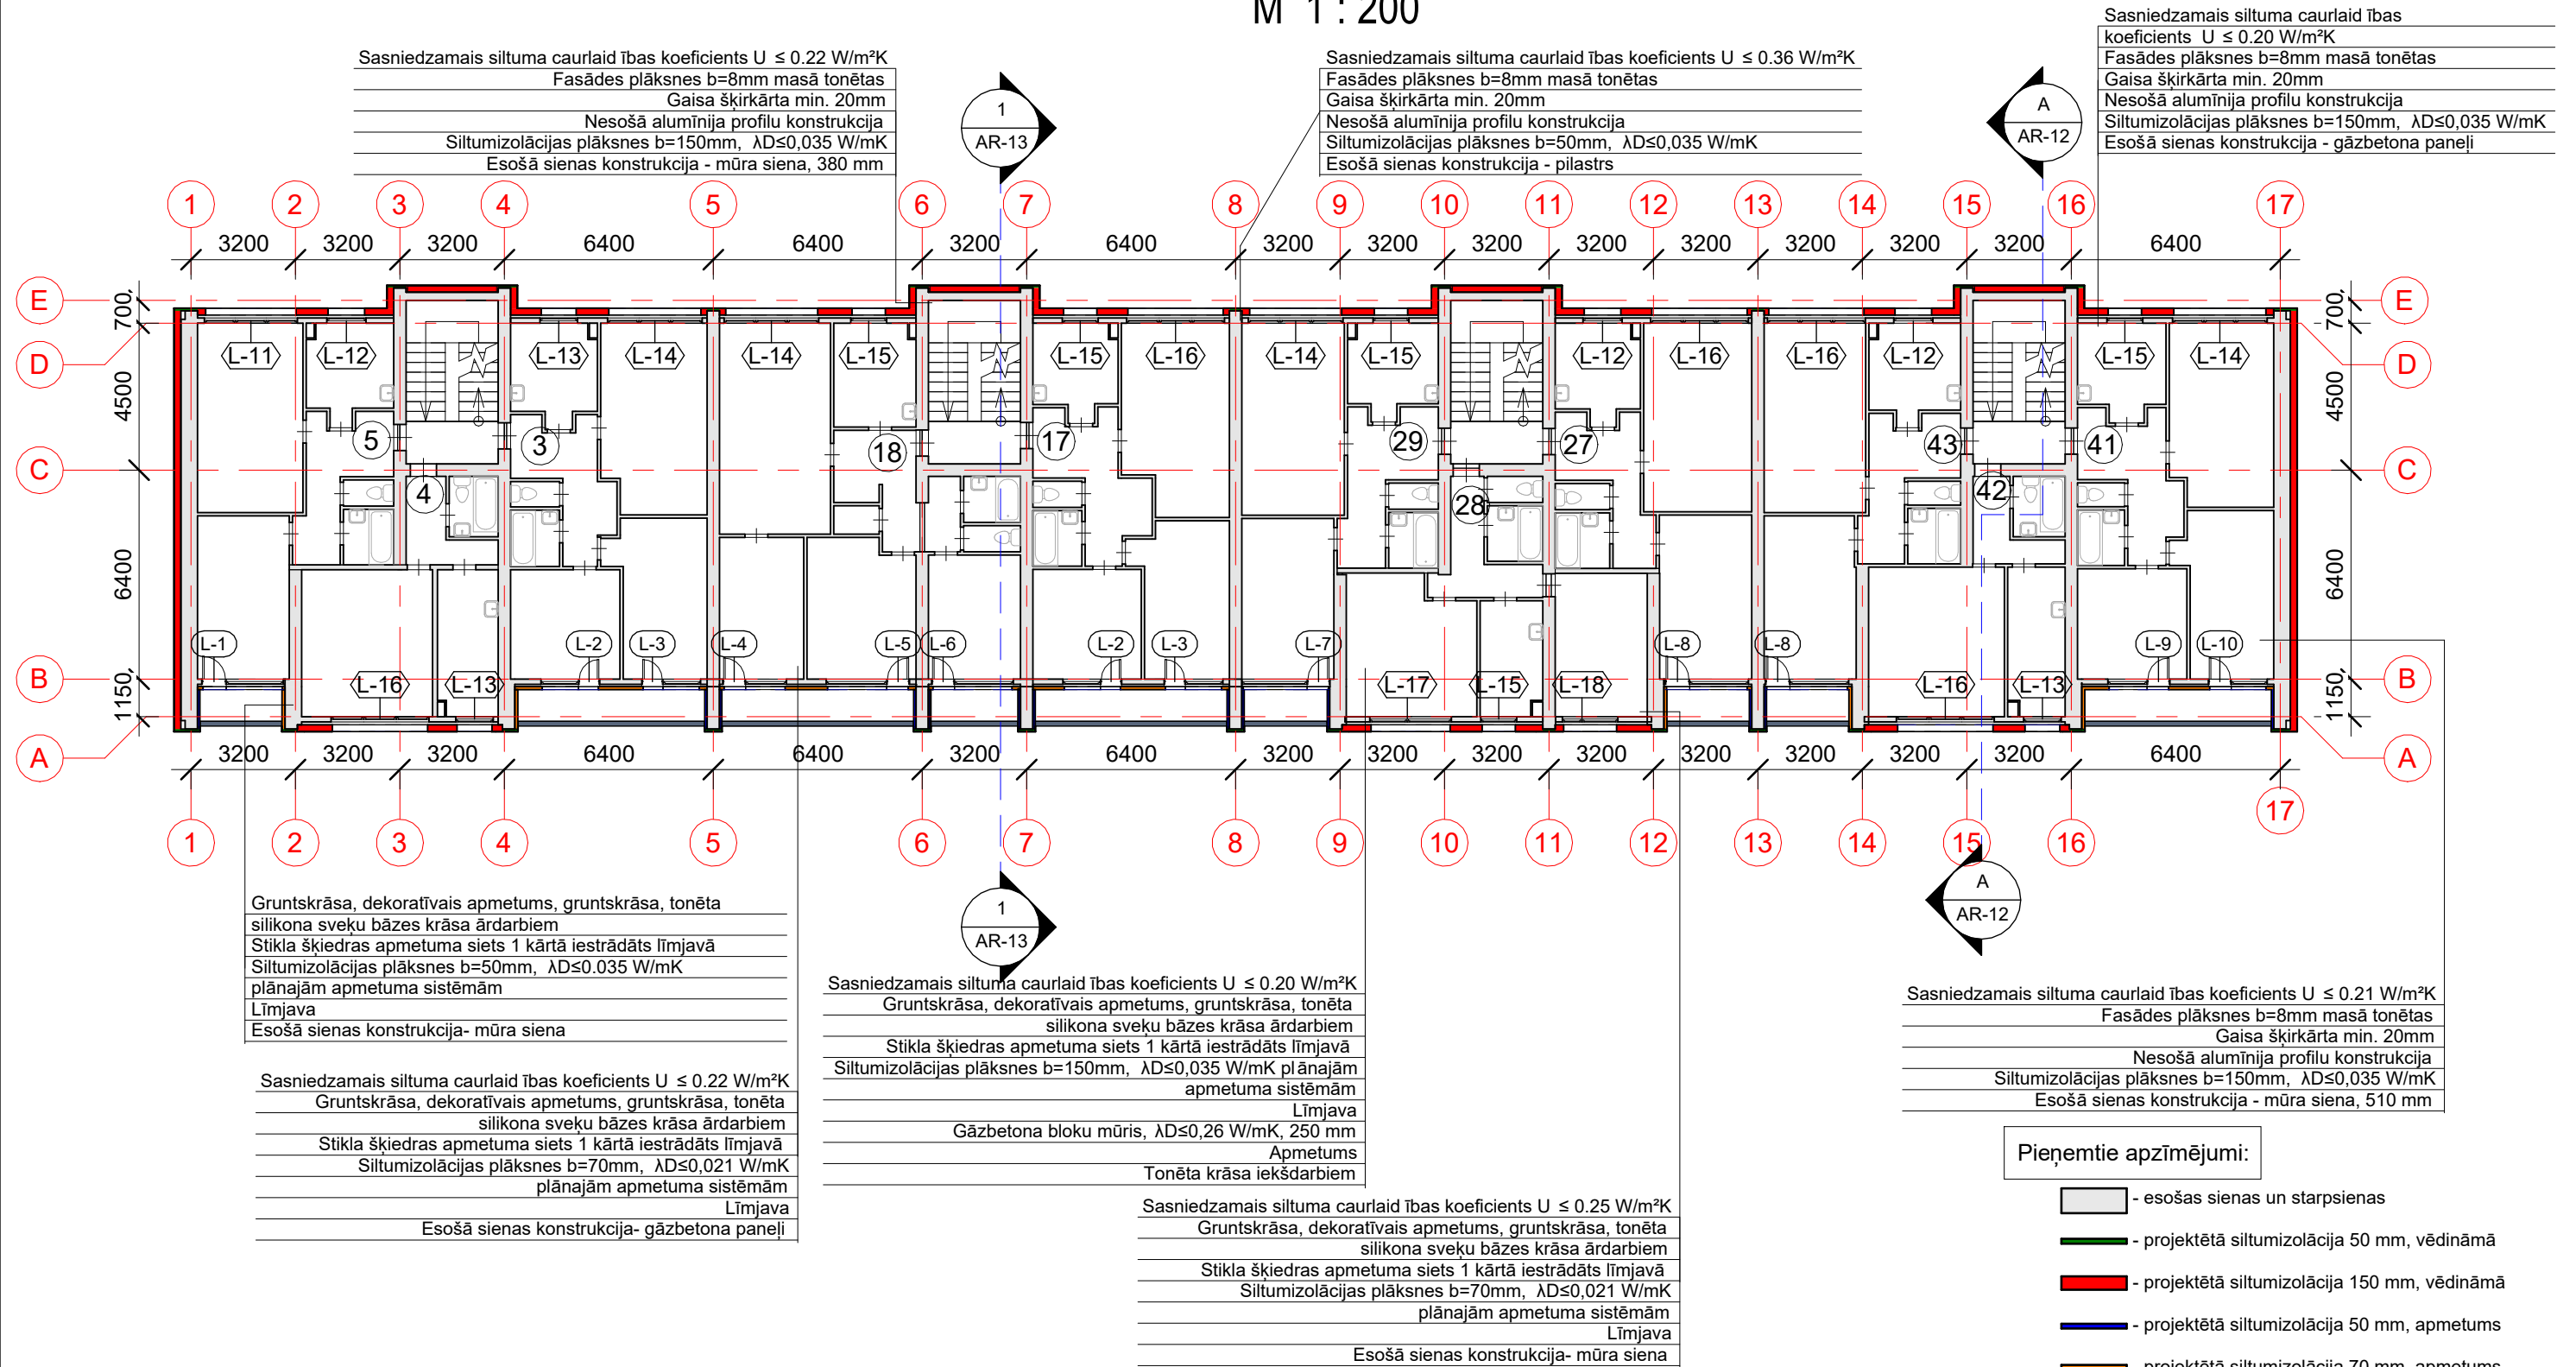 M 1 : 200
Sasniedzamais siltuma caurlaid ības koeficients U ≤ 0.22 W/m²K
Fasādes plāksnes b=8mm masā tonētas
Gaisa šķirkārta min. 20mm
Nesošā alumīnija profilu konstrukcija
Siltumizolācijas plāksnes b=150mm, λD≤0,035 W/mK
Esošā sienas konstrukcija - mūra siena, 380 mm
1
AR-13
Sasniedzamais siltuma caurlaid ības koeficients U ≤ 0.36 W/m²K
Fasādes plāksnes b=8mm masā tonētas
Gaisa šķirkārta min. 20mm
Nesošā alumīnija profilu konstrukcija
Siltumizolācijas plāksnes b=50mm, λD≤0,035 W/mK
Esošā sienas konstrukcija - pilastrs
A
AR-12
Sasniedzamais siltuma caurlaid ības
koeficients U ≤ 0.20 W/m²K
Fasādes plāksnes b=8mm masā tonētas
Gaisa šķirkārta min. 20mm
Nesošā alumīnija profilu konstrukcija
Siltumizolācijas plāksnes b=150mm, λD≤0,035 W/mK
Esošā sienas konstrukcija - gāzbetona paneļi
1 2 3 4 5 6 7 8 9 10 11 12 13 14 15 16 17
3200 3200 3200 6400 6400 3200 6400 3200 3200 3200 3200 3200 3200 3200 3200 6400
E 700 700 E
D D
L-11 L-12 L-13 L-14 L-14 L-15 L-15 L-16 L-14 L-15 L-12 L-16 L-16 L-12 L-15 L-14
4500 4500
5 3 18 17 29 27 43 41
C C
4 28 42
6400 6400
L-1 L-2 L-3 L-4 L-5 L-6 L-2 L-3 L-7 L-8 L-8 L-9 L-10
B B
L-16 L-13 L-17 L-15 L-18 L-16 L-13
1150 1150
A A
3200 3200 3200 6400 6400 3200 6400 3200 3200 3200 3200 3200 3200 3200 3200 6400
1 2 3 4 5 6 7 8 9 10 11 12 13 14 15 16 17
Gruntskrāsa, dekoratīvais apmetums, gruntskrāsa, tonēta
silikona sveķu bāzes krāsa ārdarbiem
Stikla šķiedras apmetuma siets 1 kārtā iestrādāts līmjavā
Siltumizolācijas plāksnes b=50mm, λD≤0.035 W/mK
plānajām apmetuma sistēmām
Līmjava
Esošā sienas konstrukcija- mūra siena
1
AR-13
A
AR-12
Sasniedzamais siltuma caurlaid ības koeficients U ≤ 0.22 W/m²K
Gruntskrāsa, dekoratīvais apmetums, gruntskrāsa, tonēta
silikona sveķu bāzes krāsa ārdarbiem
Stikla šķiedras apmetuma siets 1 kārtā iestrādāts līmjavā
Siltumizolācijas plāksnes b=70mm, λD≤0,021 W/mK
plānajām apmetuma sistēmām
Līmjava
Esošā sienas konstrukcija- gāzbetona paneļi
Sasniedzamais siltuma caurlaid ības koeficients U ≤ 0.20 W/m²K
Gruntskrāsa, dekoratīvais apmetums, gruntskrāsa, tonēta
silikona sveķu bāzes krāsa ārdarbiem
Stikla šķiedras apmetuma siets 1 kārtā iestrādāts līmjavā
Siltumizolācijas plāksnes b=150mm, λD≤0,035 W/mK plānajām
apmetuma sistēmām
Līmjava
Gāzbetona bloku mūris, λD≤0,26 W/mK, 250 mm
Apmetums
Tonēta krāsa iekšdarbiem
Sasniedzamais siltuma caurlaid ības koeficients U ≤ 0.25 W/m²K
Gruntskrāsa, dekoratīvais apmetums, gruntskrāsa, tonēta
silikona sveķu bāzes krāsa ārdarbiem
Stikla šķiedras apmetuma siets 1 kārtā iestrādāts līmjavā
Siltumizolācijas plāksnes b=70mm, λD≤0,021 W/mK
plānajām apmetuma sistēmām
Līmjava
Esošā sienas konstrukcija- mūra siena
Sasniedzamais siltuma caurlaid ības koeficients U ≤ 0.21 W/m²K
Fasādes plāksnes b=8mm masā tonētas
Gaisa šķirkārta min. 20mm
Nesošā alumīnija profilu konstrukcija
Siltumizolācijas plāksnes b=150mm, λD≤0,035 W/mK
Esošā sienas konstrukcija - mūra siena, 510 mm
Pieņemtie apzīmējumi:
- esošas sienas un starpsienas
- projektētā siltumizolācija 50 mm, vēdināmā
- projektētā siltumizolācija 150 mm, vēdināmā
- projektētā siltumizolācija 50 mm, apmetums
- projektētā siltumizolācija 70 mm, apmetums